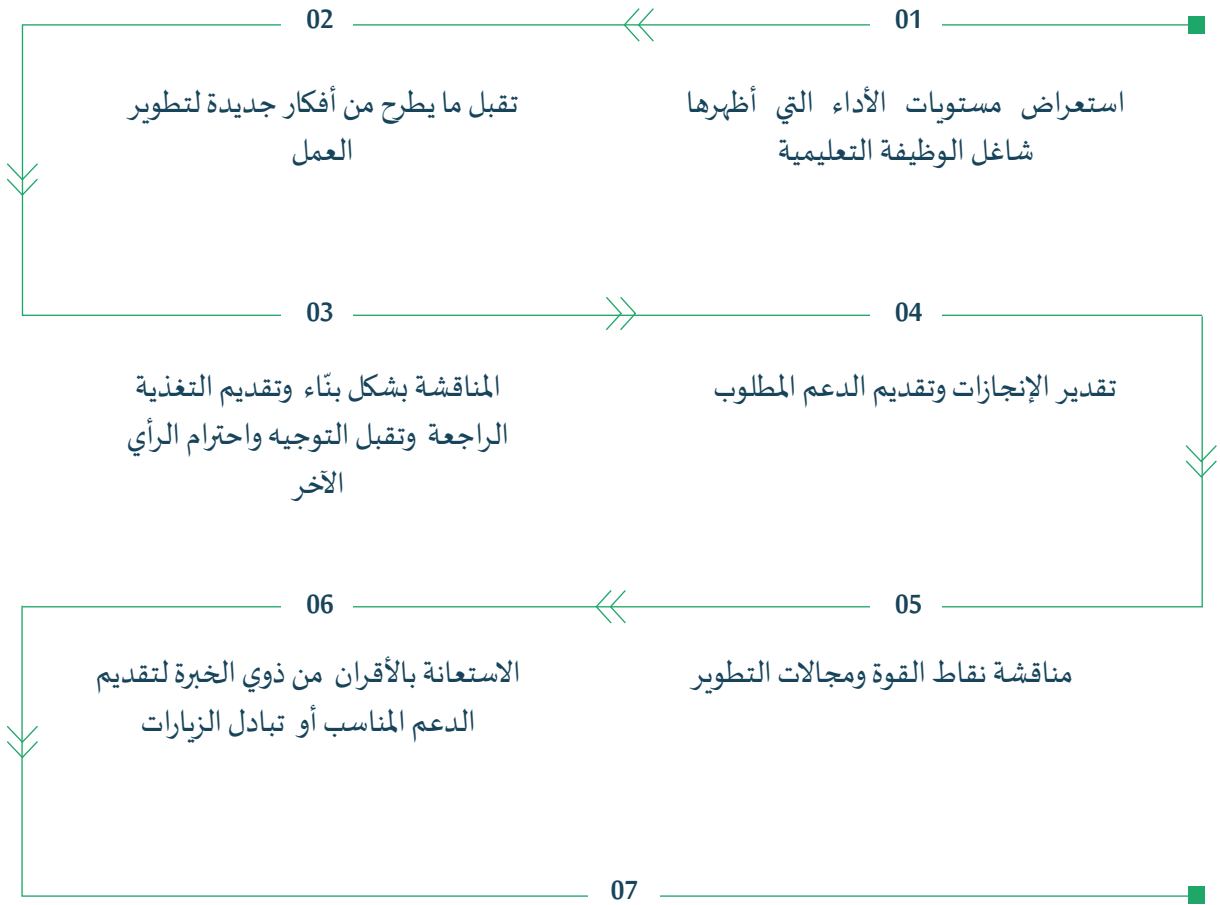 01
استعراض مستويات الأداء التي أظهرها
شاغل الوظيفة التعليمية
02
تقبل ما يطرح من أفكار جديدة لتطوير
العمل
03
المناقشة بشكل بنّاء وتقديم التغذية
الراجعة وتقبل التوجيه واحترام الرأي
الآخر
04
تقدير الإنجازات وتقديم الدعم المطلوب
05
مناقشة نقاط القوة ومجالات التطوير
06
الاستعانة بالأقران من ذوي الخبرة لتقديم
الدعم المناسب أو تبادل الزيارات
07